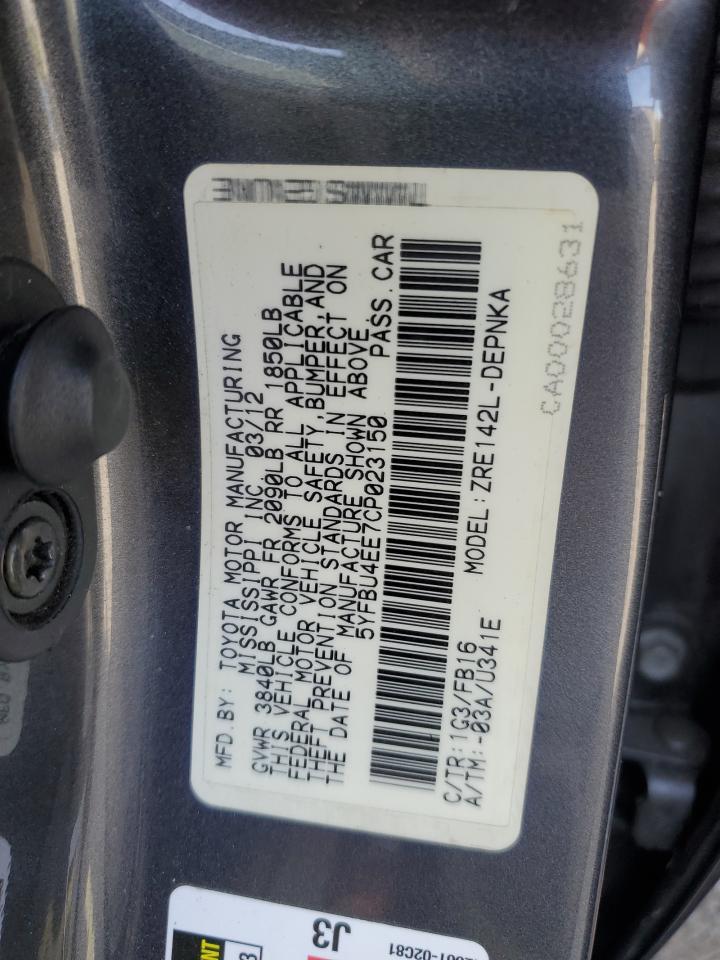 MFD.BY: TOYOTA MOTOR MANUFACTURING
MISSISSIPPI INC 03/12
GVWR 3840LB GAWR FR 2090LB RR 1850LB
THIS VEHICLE CONFORMS TO ALL APPLICABLE
FEDERAL MOTOR VEHICLE SAFETY,BUMPER,AND
THEFT PREVENTION STANDARDS IN EFFECT ON
THE DATE OF MANUFACTURE SHOWN ABOVE.
5YFBU4EE7CP023150 PASS.CAR
C/TR:1G3/FB16 MODEL:ZRE142L-DEPNKA
A/TM:-03A/U341E
CA00028631
J3